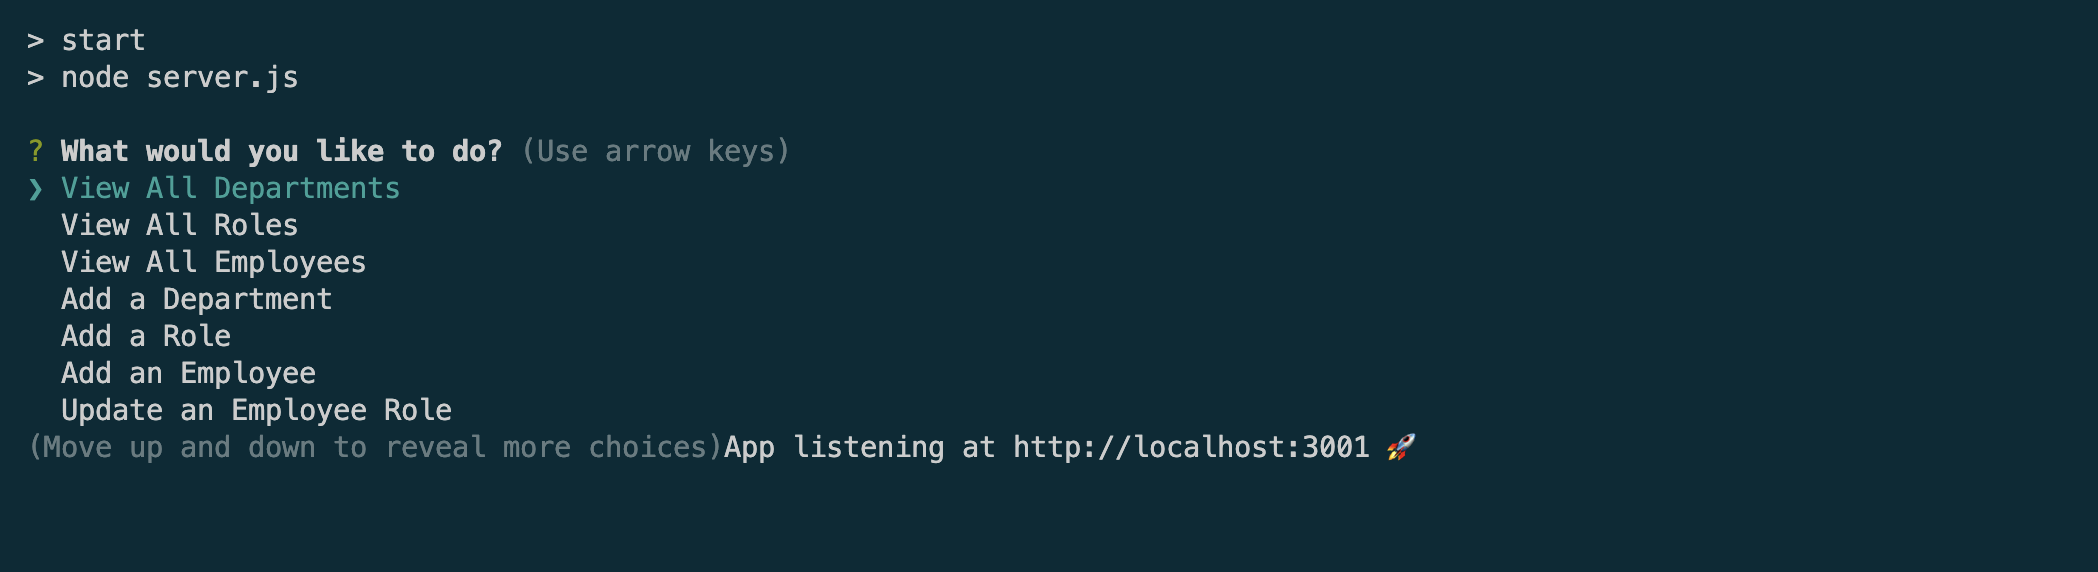 > start
> node server.js
? What would you like to do? (Use arrow keys)
❯ View All Departments
View All Roles
View All Employees
Add a Department
Add a Role
Add an Employee
Update an Employee Role
(Move up and down to reveal more choices)App listening at http://localhost:3001 🚀